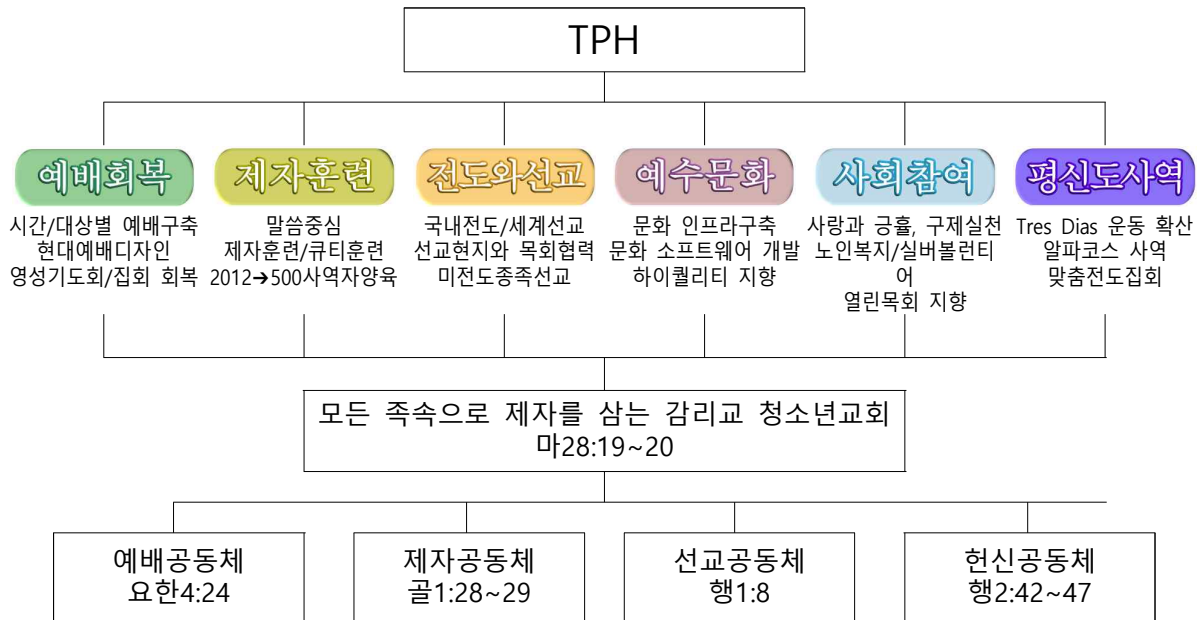 TPH
예배회복
시간/대상별 예배구축
현대예배디자인
영성기도회/집회 회복
제자훈련
말씀중심
제자훈련/큐티훈련
2012→500사역자양육
전도와선교
국내전도/세계선교
선교현지와 목회협력
미전도종족선교
예수문화
문화 인프라구축
문화 소프트웨어 개발
하이퀄리티 지향
사회참여
사랑과 긍휼, 구제실천
노인복지/실버볼런티
어
열린목회 지향
평신도사역
Tres Dias 운동 확산
알파코스 사역
맞춤전도집회
모든 족속으로 제자를 삼는 감리교 청소년교회
마28:19~20
예배공동체
요한4:24
제자공동체
골1:28~29
선교공동체
행1:8
헌신공동체
행2:42~47